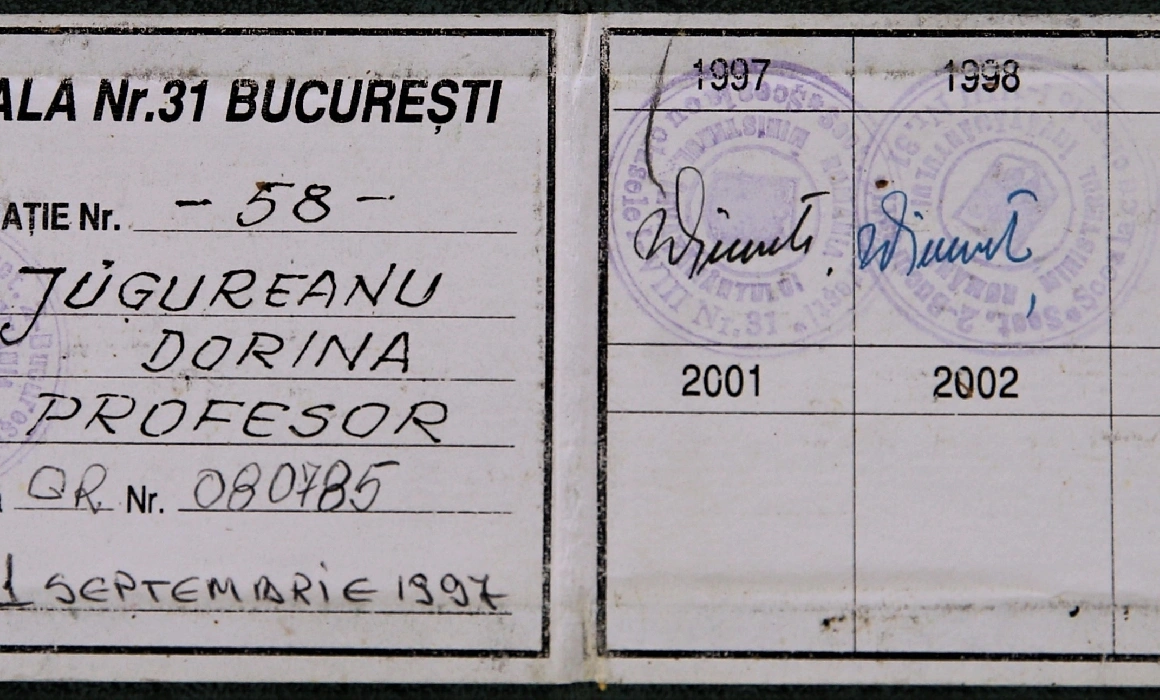 ALA Nr.31 BUCUREȘTI
AȚIE Nr. - 58 -
JUGUREANU
DORINA
PROFESOR
GR Nr. 080785
1 SEPTEMBRIE 1997
1997 1998
2001 2002